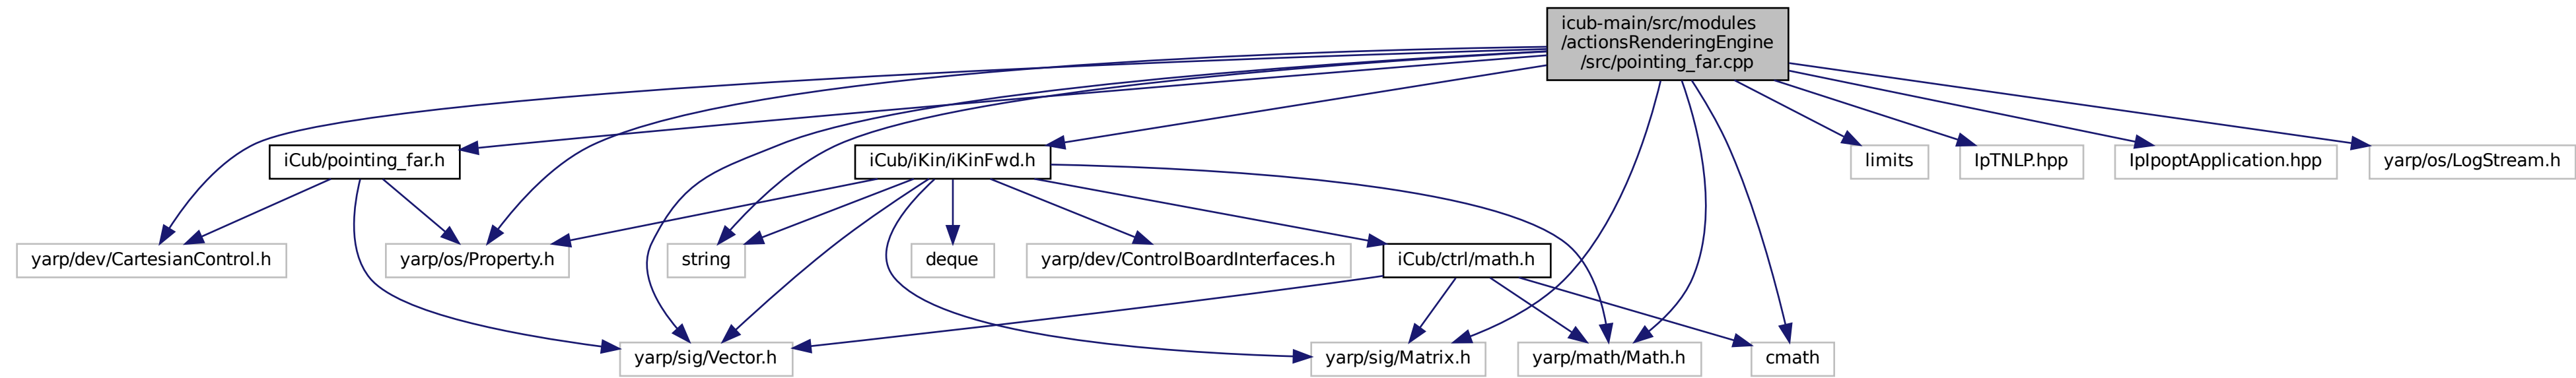 icub-main/src/modules
/actionsRenderingEngine
/src/pointing_far.cpp
iCub/pointing_far.h
iCub/iKin/iKinFwd.h
limits
IpTNLP.hpp
IpIpoptApplication.hpp
yarp/os/LogStream.h
yarp/dev/CartesianControl.h
yarp/os/Property.h
string
deque
yarp/dev/ControlBoardInterfaces.h
iCub/ctrl/math.h
yarp/sig/Vector.h
yarp/sig/Matrix.h
yarp/math/Math.h
cmath